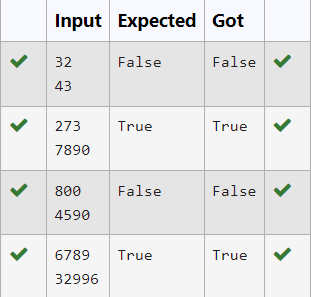 Input Expected Got
32 False False
43
273 True True
7890
800 False False
4590
6789 True True
32996